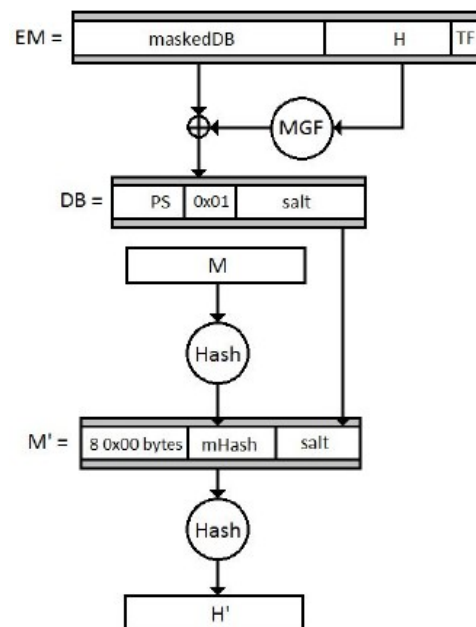 EM = maskedDB H TF
MGF
DB = PS 0x01 salt
M
Hash
M' = 8 0x00 bytes mHash salt
Hash
H'